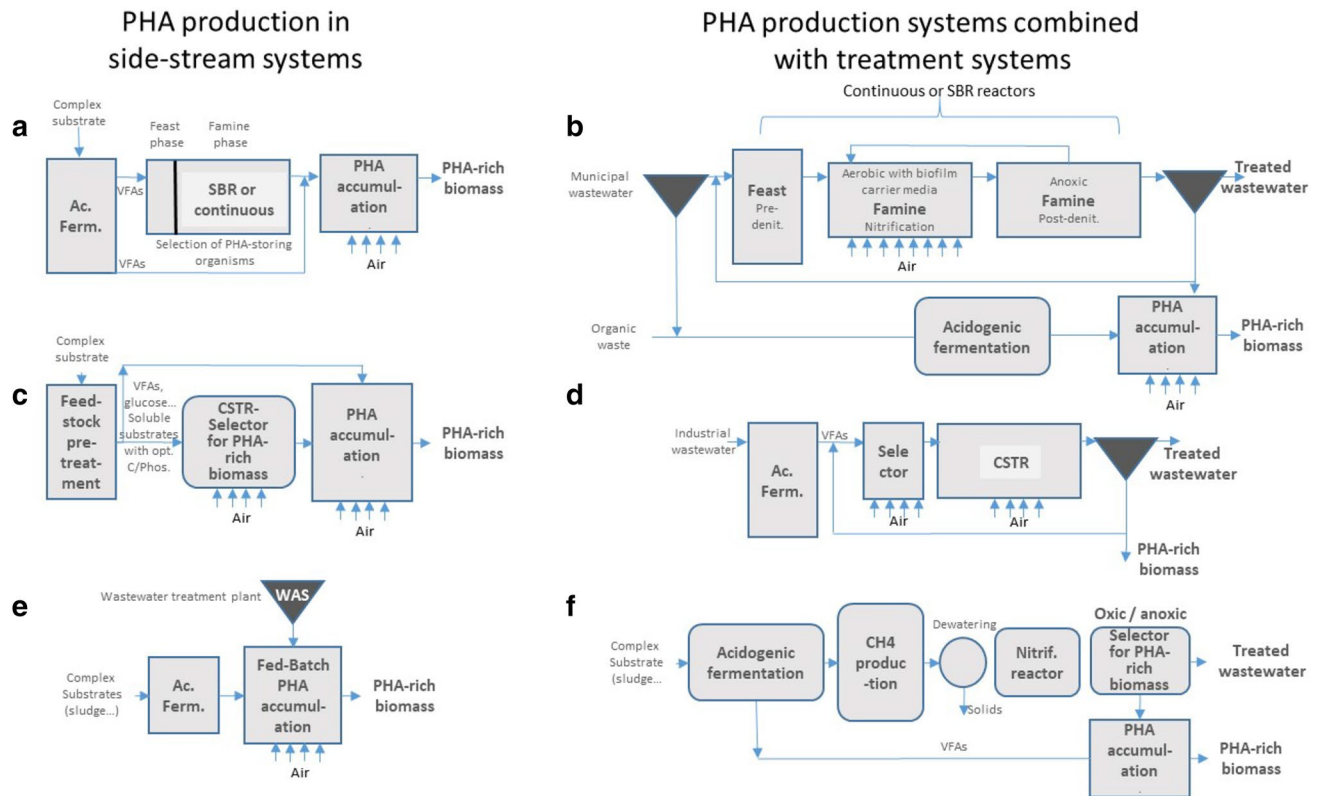 PHA production in
side-stream systems
PHA production systems combined
with treatment systems
a
Complex
substrate
Feast
phase
Famine
phase
Ac.
Ferm.
VFAs
SBR or
continuous
Selection of PHA-storing
organisms
VFAs
PHA
accumul-
ation
.
Air
PHA-rich
biomass
b
Continuous or SBR reactors
Municipal
wastewater
Feast
Pre-
denit.
Aerobic with biofilm
carrier media
Famine
Nitrification
Air
Anoxic
Famine
Post-denit.
Treated
wastewater
Organic
waste
Acidogenic
fermentation
PHA
accumul-
ation
.
Air
PHA-rich
biomass
c
Complex
substrate
Feed-
stock
pre-
treat-
ment
VFAs,
glucose...
Soluble
substrates
with opt.
C/Phos.
CSTR-
Selector
for PHA-
rich
biomass
Air
PHA
accumul-
ation
.
Air
PHA-rich
biomass
d
Industrial
wastewater
Ac.
Ferm.
VFAs
Sele
ctor
Air
CSTR
Air
Treated
wastewater
PHA-rich
biomass
e
Wastewater treatment plant
WAS
Complex
Substrates
(sludge...)
Ac.
Ferm.
Fed-Batch
PHA
accumul-
ation
Air
PHA-rich
biomass
f
Complex
Substrate
(sludge...
Acidogenic
fermentation
CH4
produc
-tion
Dewatering
Solids
Nitrif.
reactor
Oxic / anoxic
Selector
for PHA-
rich
biomass
Treated
wastewater
VFAs
PHA
accumul-
ation
.
PHA-rich
biomass